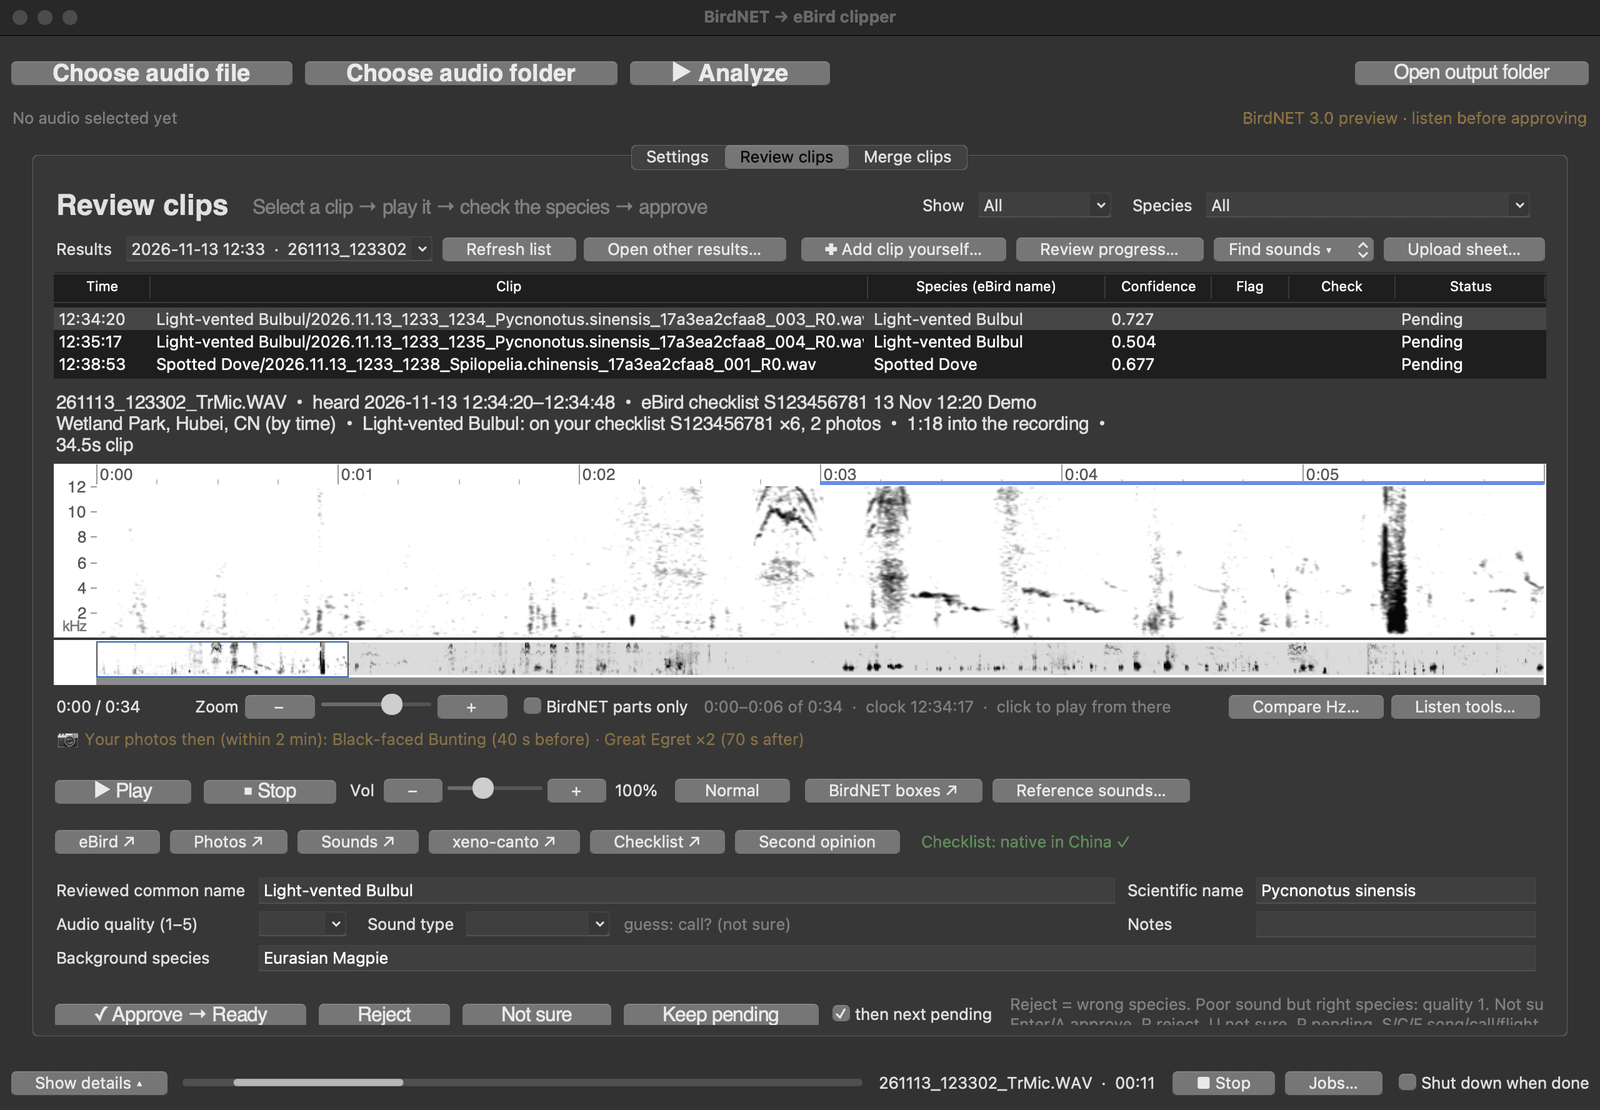 BirdNET → eBird clipper
Choose audio file
Choose audio folder
▶ Analyze
Open output folder
No audio selected yet
BirdNET 3.0 preview · listen before approving
Settings
Review clips
Merge clips
Review clips
Select a clip → play it → check the species → approve
Show
All
Species
All
Results
2026-11-13 12:33 · 261113_123302
Refresh list
Open other results...
✚ Add clip yourself...
Review progress...
Find sounds ▾
Upload sheet...
Time Clip Species (eBird name) Confidence Flag Check Status
12:34:20 Light-vented Bulbul/2026.11.13_1233_1234_Pycnonotus.sinensis_17a3ea2cfaa8_003_R0.wav Light-vented Bulbul 0.727 Pending
12:35:17 Light-vented Bulbul/2026.11.13_1233_1235_Pycnonotus.sinensis_17a3ea2cfaa8_004_R0.wav Light-vented Bulbul 0.504 Pending
12:38:53 Spotted Dove/2026.11.13_1233_1238_Spilopelia.chinensis_17a3ea2cfaa8_001_R0.wav Spotted Dove 0.677 Pending
261113_123302_TrMic.WAV • heard 2026-11-13 12:34:20–12:34:48 • eBird checklist S123456781 13 Nov 12:20 Demo
Wetland Park, Hubei, CN (by time) • Light-vented Bulbul: on your checklist S123456781 ×6, 2 photos • 1:18 into the recording •
34.5s clip
0:00 0:01 0:02 0:03 0:04 0:05
12
10
8
6
4
2
kHz
0:00 / 0:34
Zoom
−
+
BirdNET parts only
0:00–0:06 of 0:34 · clock 12:34:17 · click to play from there
Compare Hz...
Listen tools...
Your photos then (within 2 min): Black-faced Bunting (40 s before) · Great Egret ×2 (70 s after)
▶ Play
■ Stop
Vol
−
+
100%
Normal
BirdNET boxes ↗
Reference sounds...
eBird ↗
Photos ↗
Sounds ↗
xeno-canto ↗
Checklist ↗
Second opinion
Checklist: native in China ✓
Reviewed common name
Light-vented Bulbul
Scientific name
Pycnonotus sinensis
Audio quality (1–5)
Sound type
guess: call? (not sure)
Notes
Background species
Eurasian Magpie
✓ Approve → Ready
Reject
Not sure
Keep pending
then next pending
Reject = wrong species. Poor sound but right species: quality 1. Not su
Enter/A approve, R reject, U not sure, P pending, S/C/F song/call/flight
Show details ▴
261113_123302_TrMic.WAV · 00:11
■ Stop
Jobs...
Shut down when done